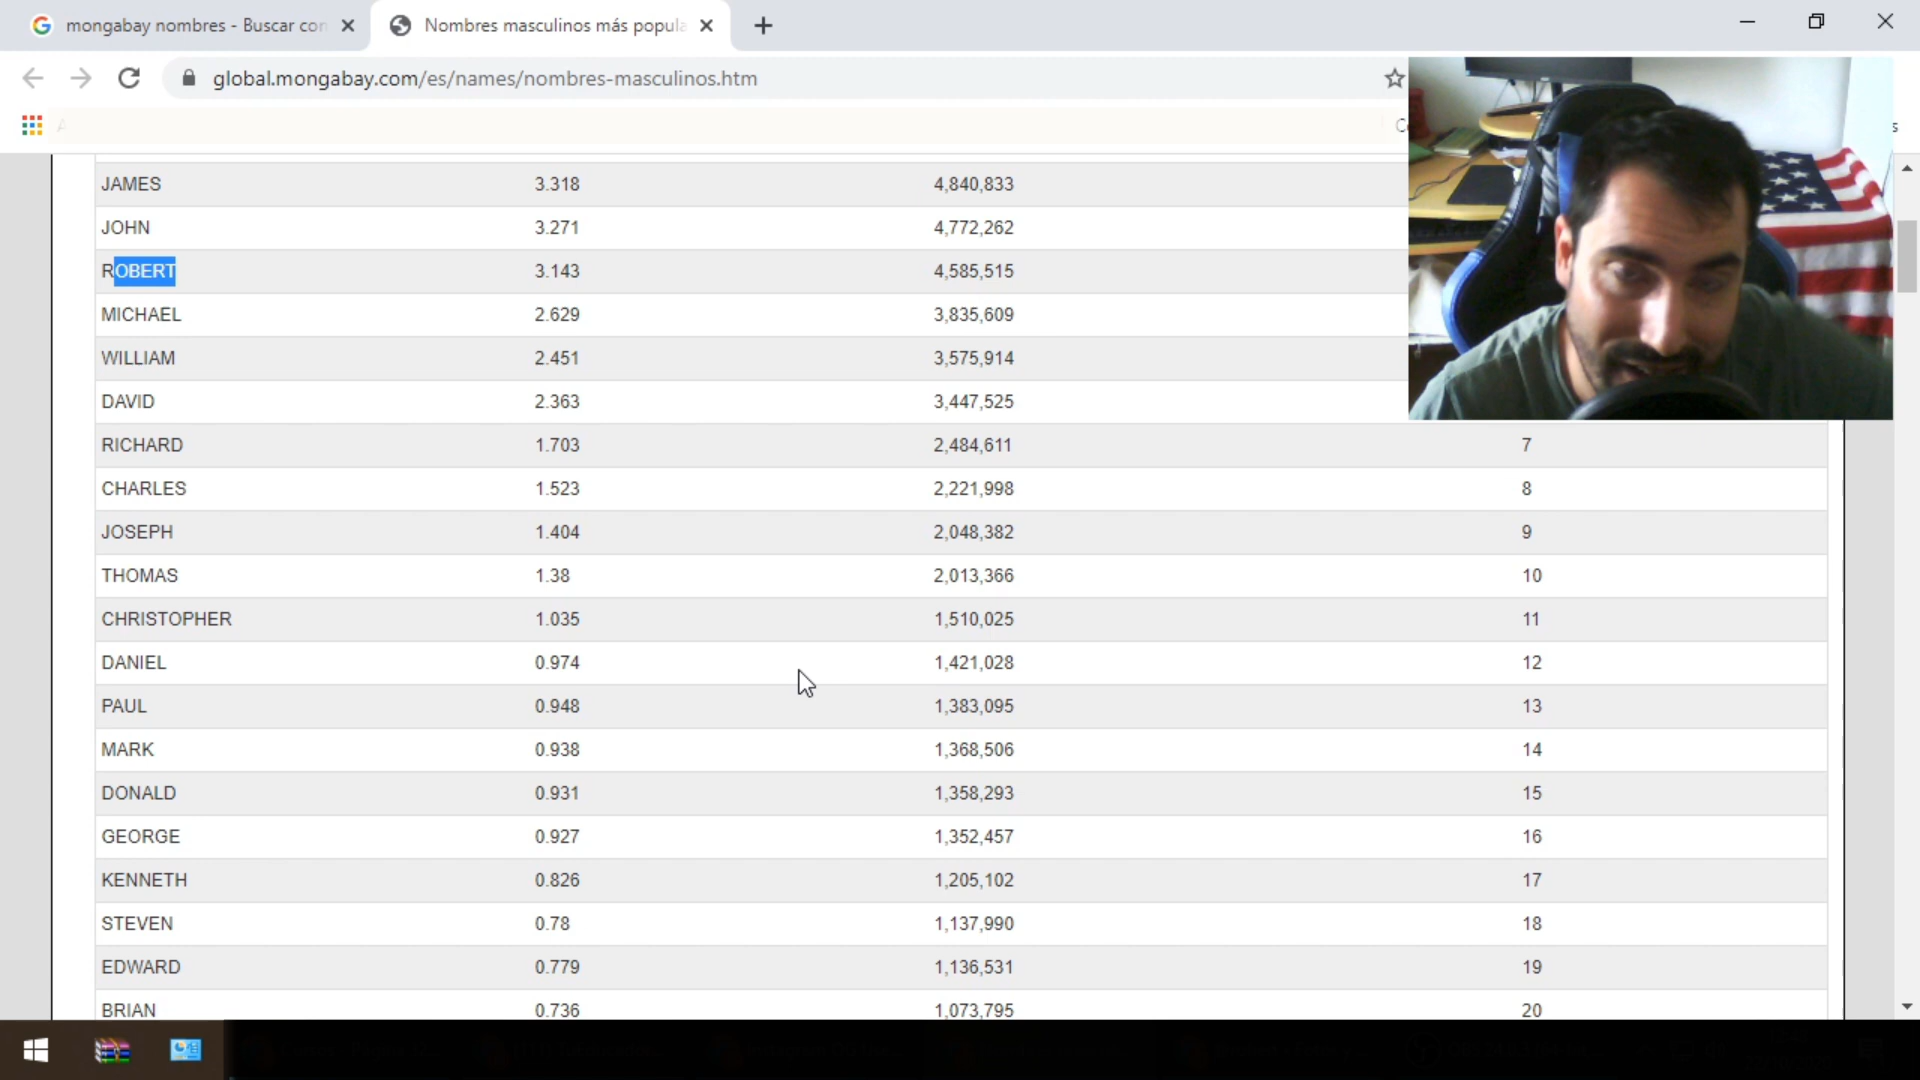 mongabay nombres - Buscar con
Nombres masculinos más popula
global.mongabay.com/es/names/nombres-masculinos.htm
JAMES 3.318 4,840,833
JOHN 3.271 4,772,262
ROBERT 3.143 4,585,515
MICHAEL 2.629 3,835,609
WILLIAM 2.451 3,575,914
DAVID 2.363 3,447,525
RICHARD 1.703 2,484,611 7
CHARLES 1.523 2,221,998 8
JOSEPH 1.404 2,048,382 9
THOMAS 1.38 2,013,366 10
CHRISTOPHER 1.035 1,510,025 11
DANIEL 0.974 1,421,028 12
PAUL 0.948 1,383,095 13
MARK 0.938 1,368,506 14
DONALD 0.931 1,358,293 15
GEORGE 0.927 1,352,457 16
KENNETH 0.826 1,205,102 17
STEVEN 0.78 1,137,990 18
EDWARD 0.779 1,136,531 19
BRIAN 0.736 1,073,795 20